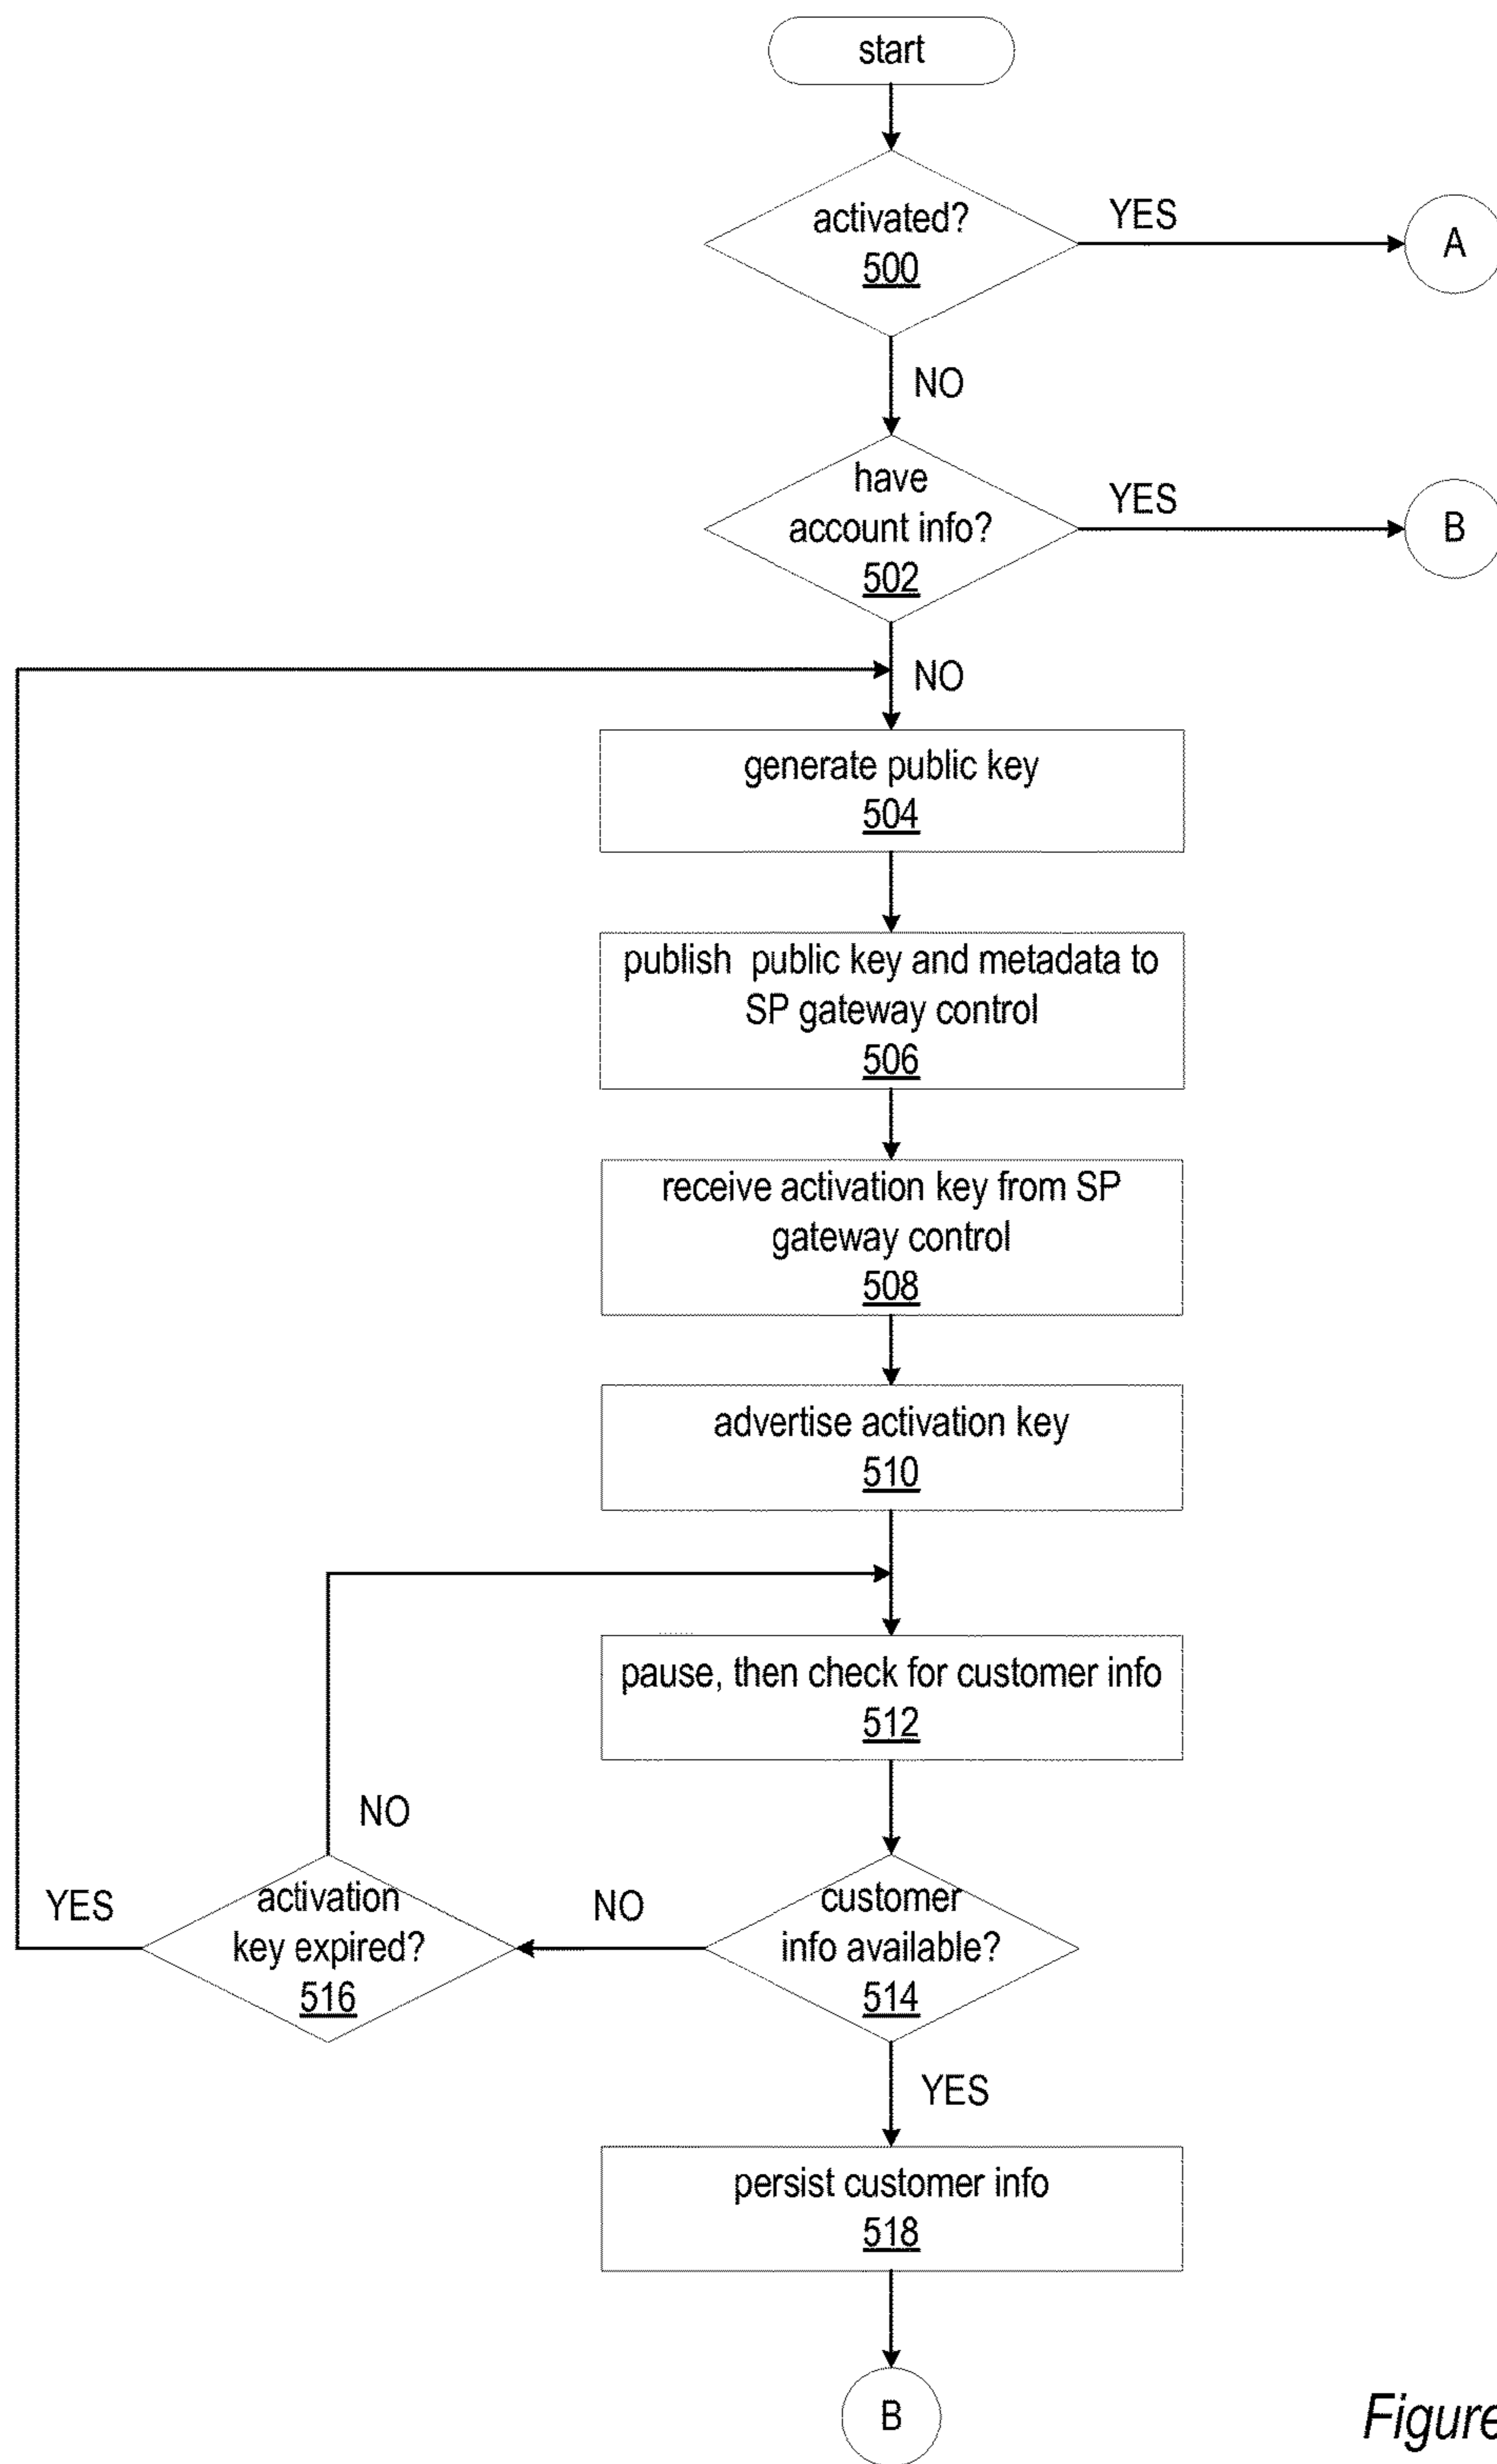 start
activated?
500
YES
A
NO
have
account info?
502
YES
B
NO
generate public key
504
publish public key and metadata to
SP gateway control
506
receive activation key from SP
gateway control
508
advertise activation key
510
pause, then check for customer info
512
NO
YES
activation
key expired?
516
NO
customer
info available?
514
YES
persist customer info
518
B
Figure